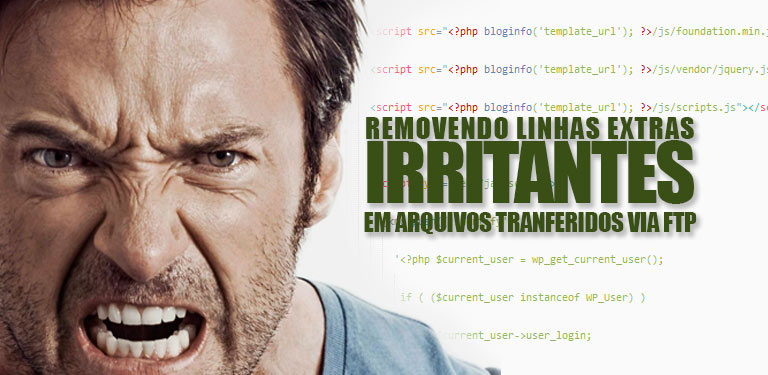 <script src="<?php bloginfo('template_url'); ?>/js/foundation.min.j
<script src="<?php bloginfo('template_url'); ?>/js/vendor/jquery.js
<script src="<?php bloginfo('template_url'); ?>/js/scripts.js"></s
REMOVENDO LINHAS EXTRAS
IRRITANTES
EM ARQUIVOS TRANFERIDOS VIA FTP
'<?php $current_user = wp_get_current_user();
if ( ($current_user instanceof WP_User) )
current_user->user_login;